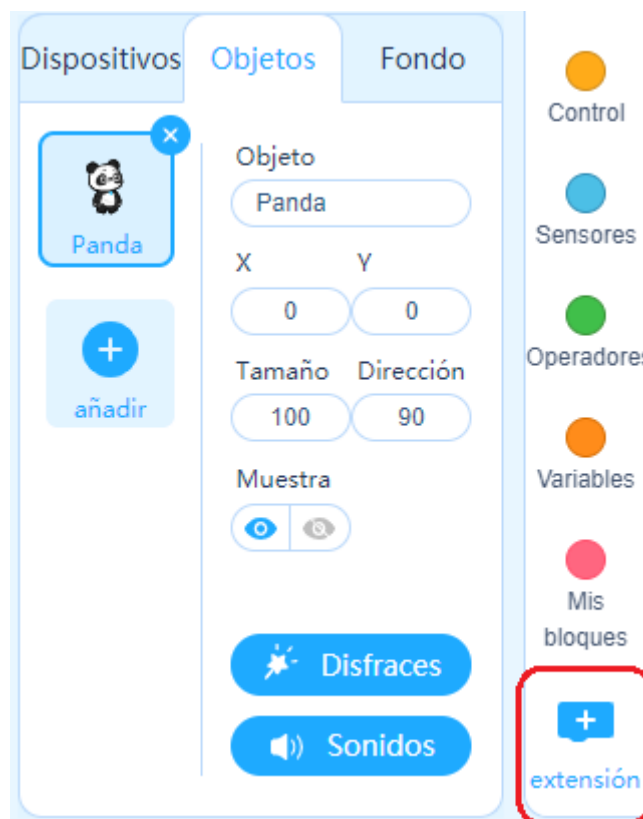 Dispositivos Objetos Fondo
Panda
añadir
Objeto
Panda
X Y
0 0
Tamaño Dirección
100 90
Muestra
Disfraces
Sonidos
Control
Sensores
Operadores
Variables
Mis
bloques
extensión